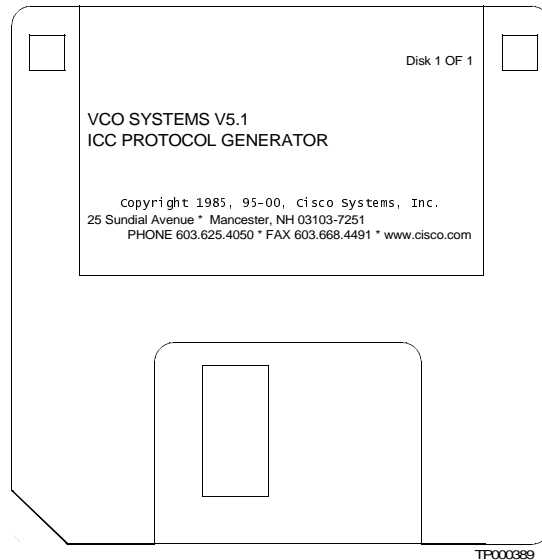 Disk 1 OF 1
VCO SYSTEMS V5.1
ICC PROTOCOL GENERATOR
Copyright 1985, 95-00, Cisco Systems, Inc.
25 Sundial Avenue * Mancester, NH 03103-7251
PHONE 603.625.4050 * FAX 603.668.4491 * www.cisco.com
TP000389